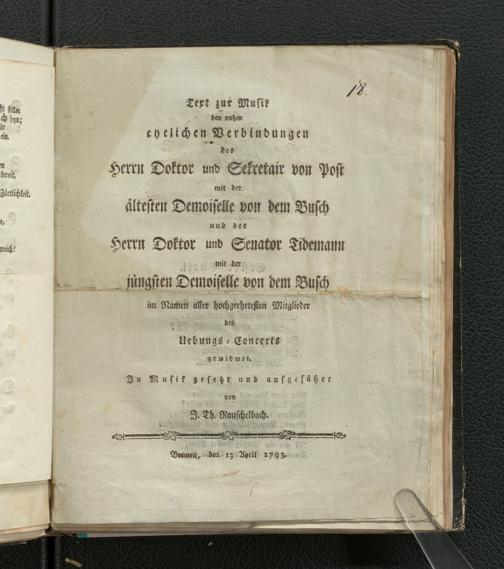 18.
Text zur Musik
den nahen
ehelichen Verbindungen
des
Herrn Doktor und Sekretair von Post
mit der
ältesten Demoiselle von dem Busch
und des
Herrn Doktor und Senator Tidemann
mit der
jüngsten Demoiselle von dem Busch
im Namen aller hochgeehrtesten Mitglieder
des
Uebungs-Concerts
gewidmet.
In Musik gesetzt und aufgeführt
von
J. Th. Rauschelbach.
Bremen, den 13 April 1793.